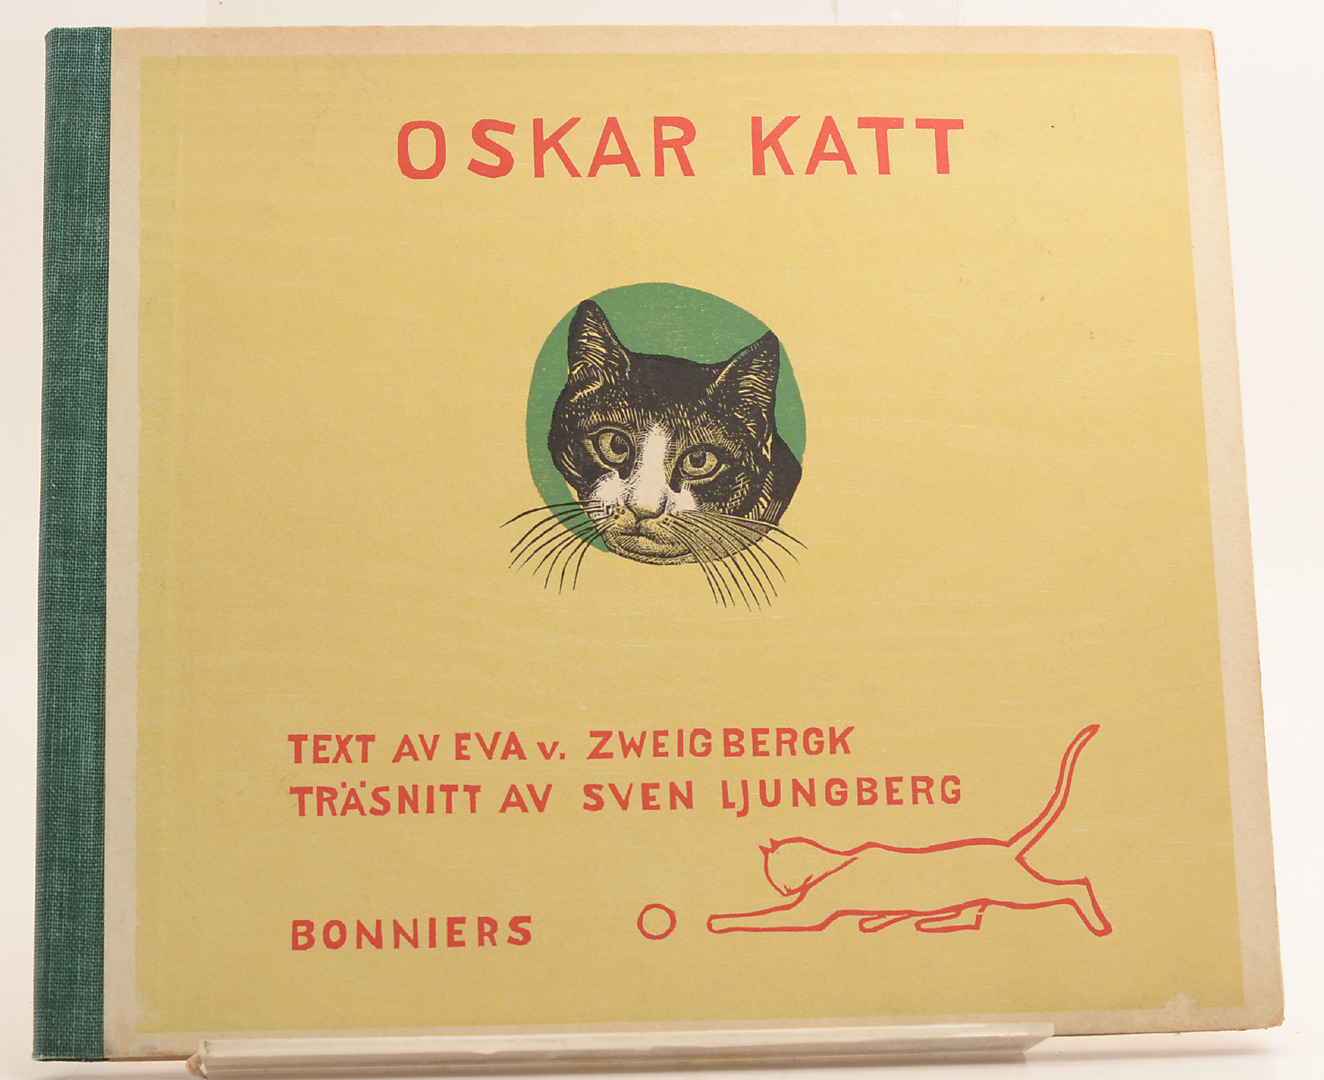 OSKAR KATT
TEXT AV EVA v. ZWEIGBERGK
TRÄSNITT AV SVEN LJUNGBERG
BONNIERS